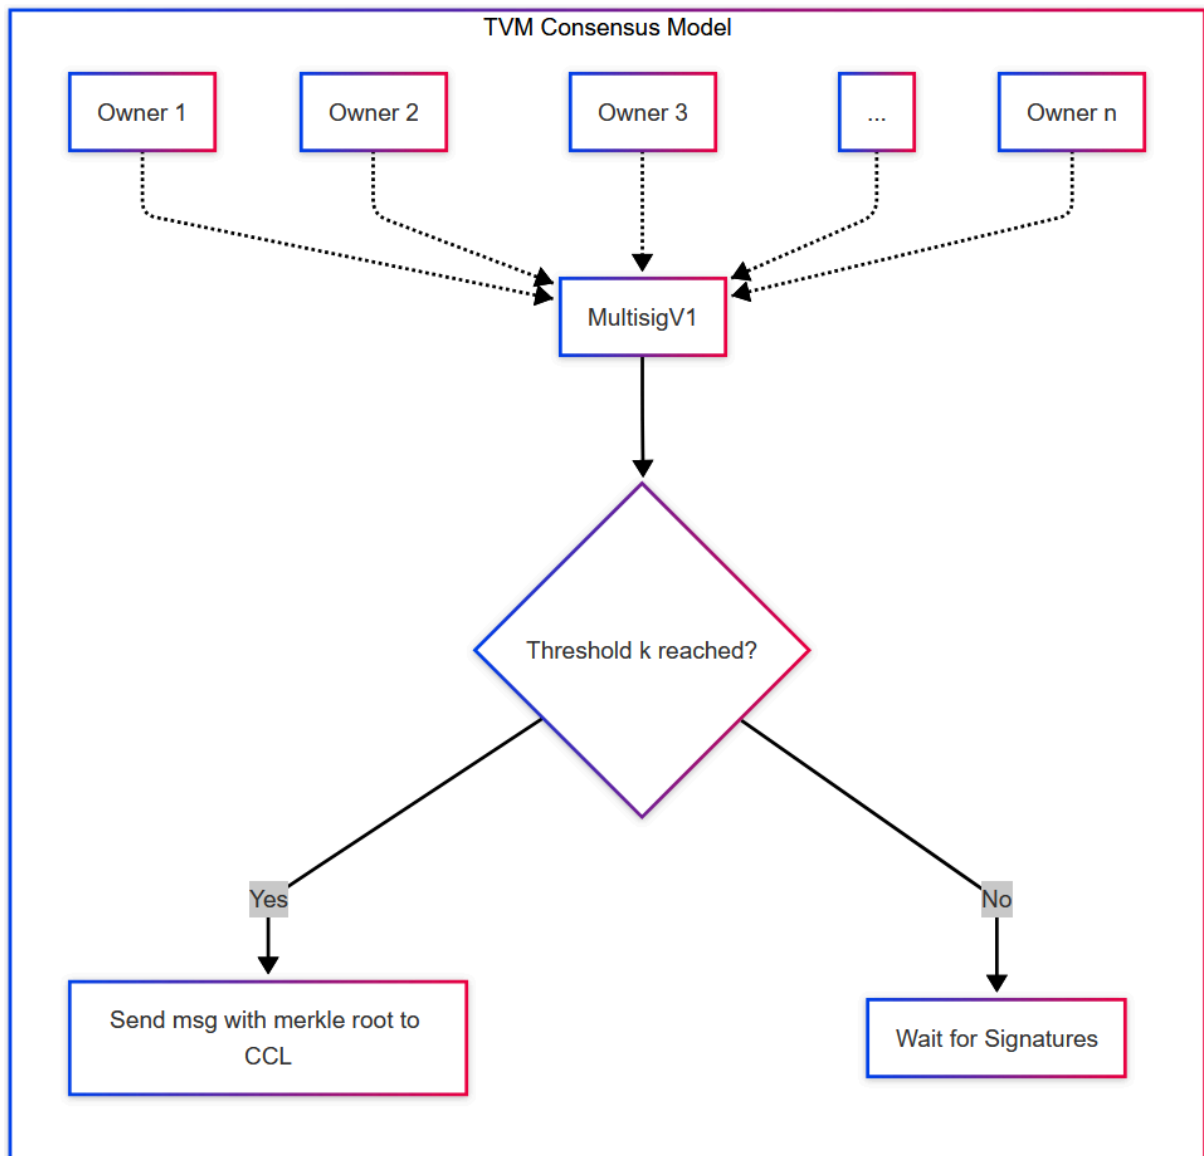 TVM Consensus Model
Owner 1
Owner 2
Owner 3
...
Owner n
MultisigV1
Threshold k reached?
Yes
No
Send msg with merkle root to
CCL
Wait for Signatures